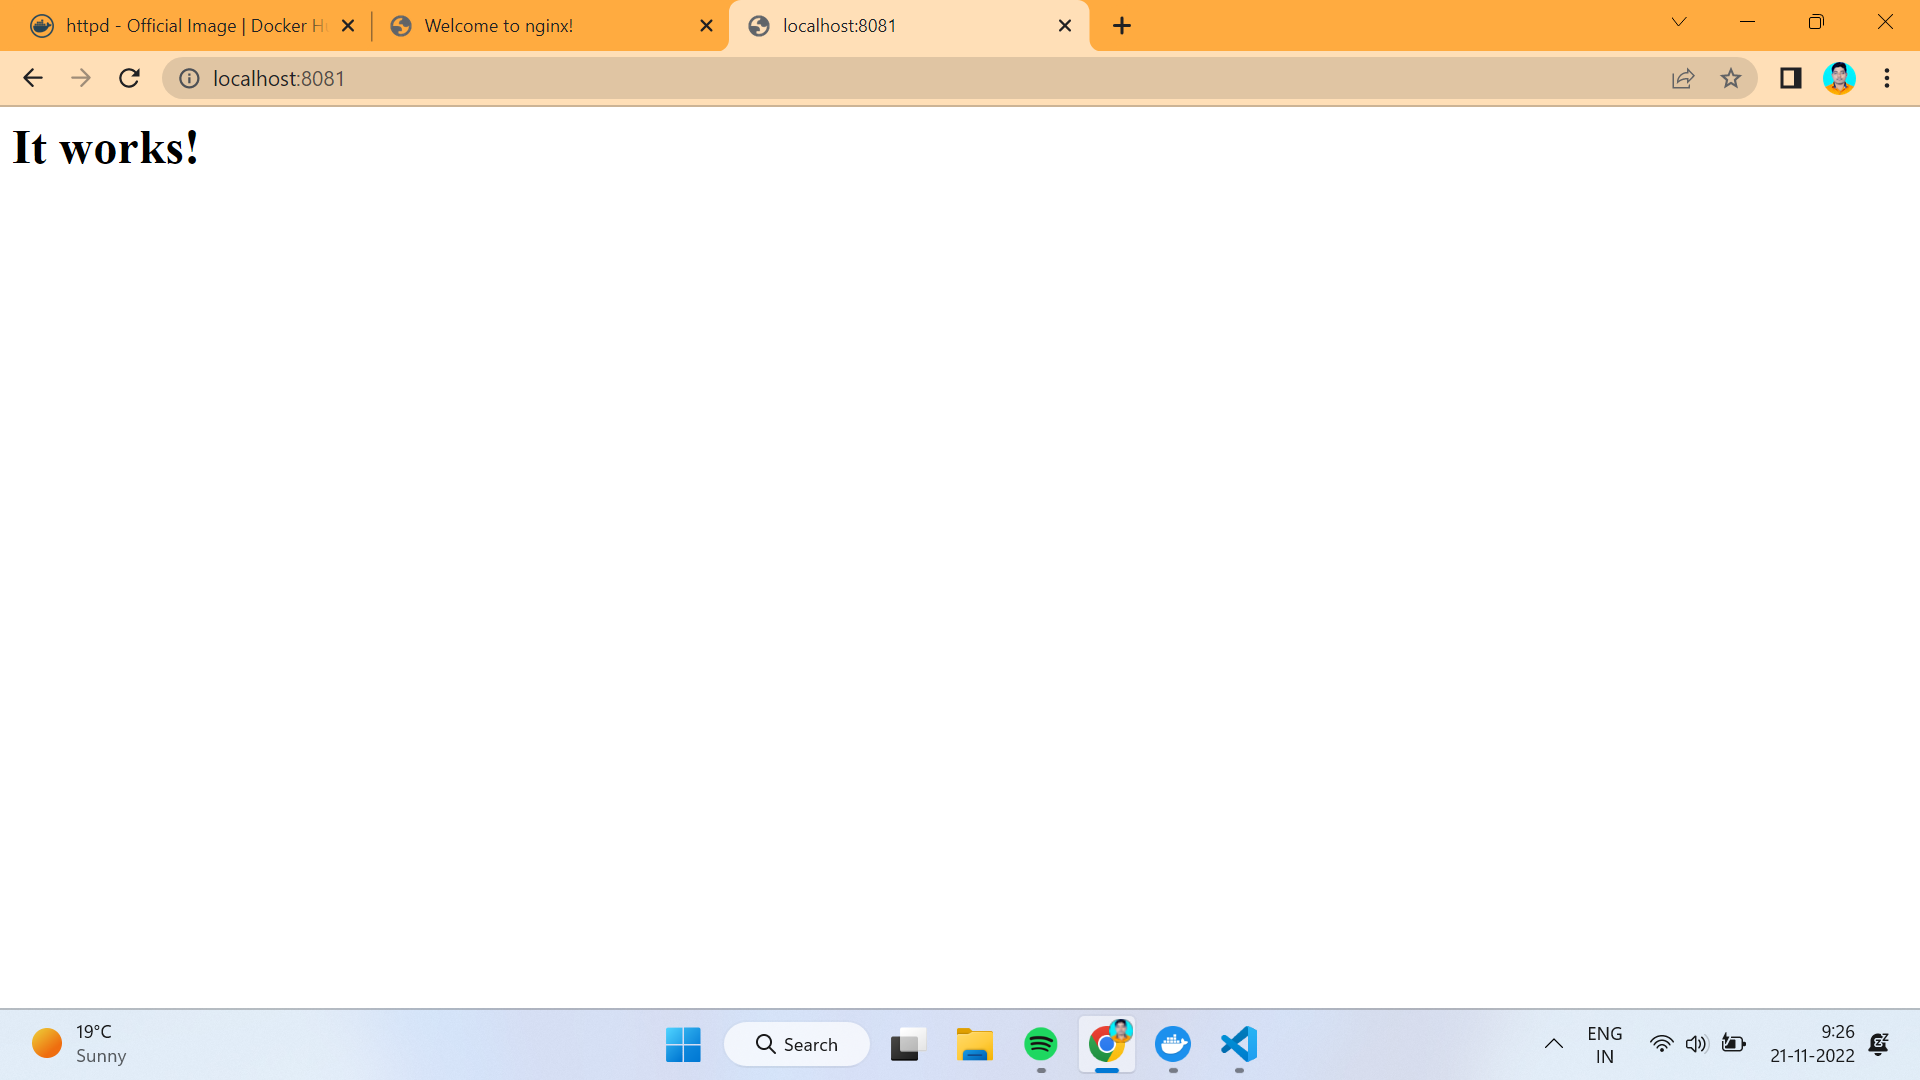 httpd - Official Image | Docker H
Welcome to nginx!
localhost:8081
localhost:8081
It works!
19°C
Sunny
Search
ENG
IN
9:26
21-11-2022